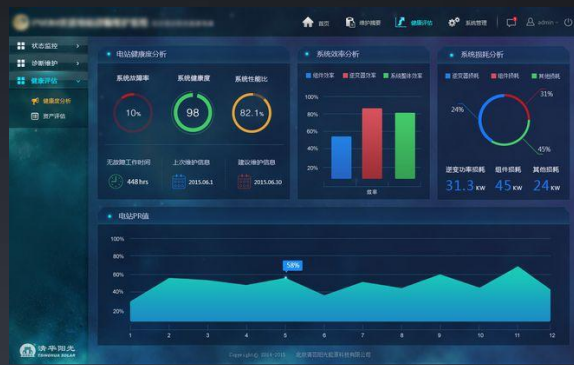 首页 维护摘要 健康评估 系统管理 admin
状态监控
诊断维护
健康评估
健康度分析
资产评估
电站健康度分析
系统故障率 系统健康度 系统性能比
10% 98 82.1%
无故障工作时间 上次维护信息 建议维护信息
448 hrs 2015.06.1 2015.06.30
系统效率分析
组件效率 逆变器效率 系统整体效率
100%
80%
60%
40%
20%
效率
系统损耗分析
逆变器损耗 组件损耗 其他损耗
31%
24%
45%
逆变功率损耗 组件损耗 其他损耗
31.3 KW 45 KW 24 KW
电站PR值
100%
80%
60%
40%
20%
58%
1 2 3 4 5 6 7 8 9 10 11 12
清华阳光
TSINGHUA SOLAR